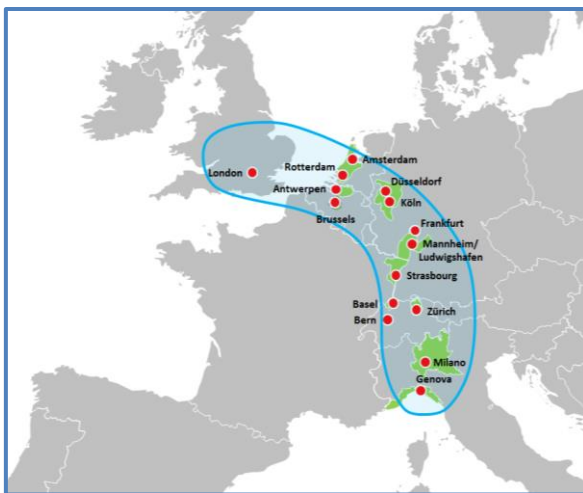 Amsterdam
Rotterdam
London
Antwerpen
Düsseldorf
Köln
Brussels
Frankfurt
Mannheim/
Ludwigshafen
Strasbourg
Basel
Zürich
Bern
Milano
Genova